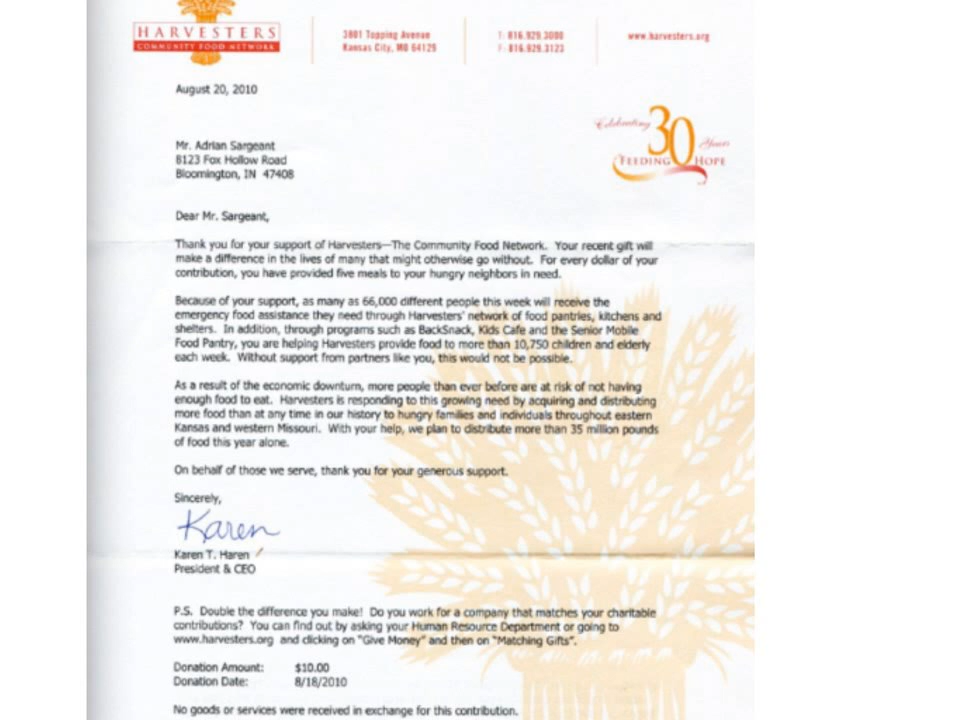 HARVESTERS
COMMUNITY FOOD NETWORK
3801 Topping Avenue
Kansas City, MO 64129
T: 816.929.3000
F: 816.929.3123
www.harvesters.org
August 20, 2010
Celebrating 30 Years
FEEDING HOPE
Mr. Adrian Sargeant
8123 Fox Hollow Road
Bloomington, IN 47408
Dear Mr. Sargeant,
Thank you for your support of Harvesters—The Community Food Network. Your recent gift will
make a difference in the lives of many that might otherwise go without. For every dollar of your
contribution, you have provided five meals to your hungry neighbors in need.
Because of your support, as many as 66,000 different people this week will receive the
emergency food assistance they need through Harvesters' network of food pantries, kitchens and
shelters. In addition, through programs such as BackSnack, Kids Cafe and the Senior Mobile
Food Pantry, you are helping Harvesters provide food to more than 10,750 children and elderly
each week. Without support from partners like you, this would not be possible.
As a result of the economic downturn, more people than ever before are at risk of not having
enough food to eat. Harvesters is responding to this growing need by acquiring and distributing
more food than at any time in our history to hungry families and individuals throughout eastern
Kansas and western Missouri. With your help, we plan to distribute more than 35 million pounds
of food this year alone.
On behalf of those we serve, thank you for your generous support.
Sincerely,
Karen
Karen T. Haren
President & CEO
P.S. Double the difference you make! Do you work for a company that matches your charitable
contributions? You can find out by asking your Human Resource Department or going to
www.harvesters.org and clicking on "Give Money" and then on "Matching Gifts".
Donation Amount: $10.00
Donation Date: 8/18/2010
No goods or services were received in exchange for this contribution.